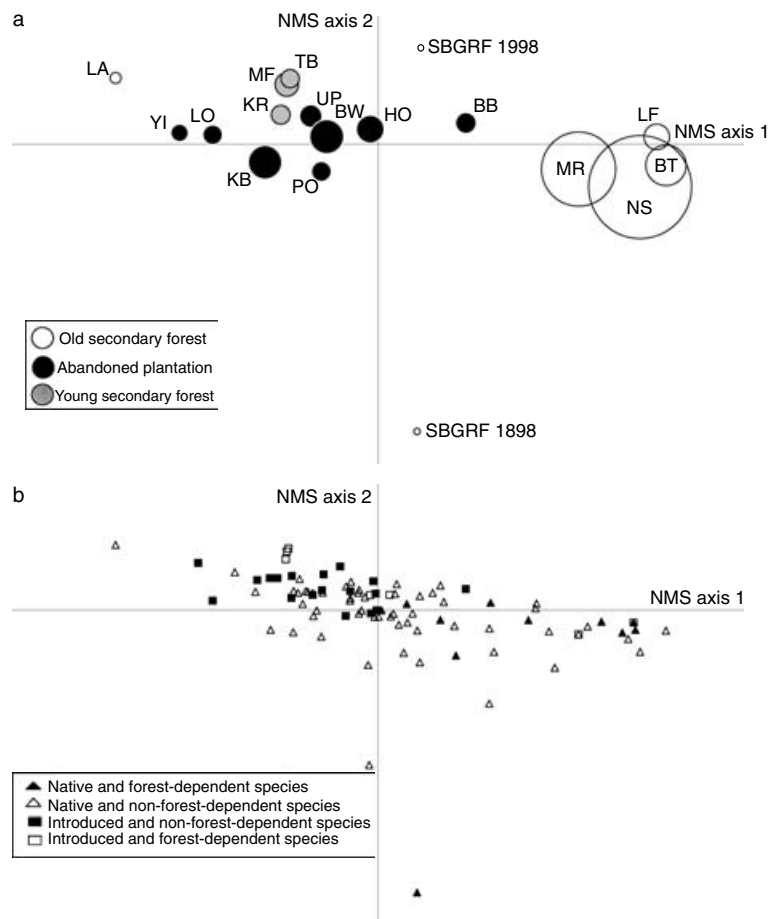 a
NMS axis 2
SBGRF 1998
LA
TB
MF
KR
UP
BW
HO
BB
LF
NMS axis 1
YI
LO
KB
PO
MR
BT
NS
Old secondary forest
Abandoned plantation
Young secondary forest
SBGRF 1898
b
NMS axis 2
NMS axis 1
Native and forest-dependent species
Native and non-forest-dependent species
Introduced and non-forest-dependent species
Introduced and forest-dependent species